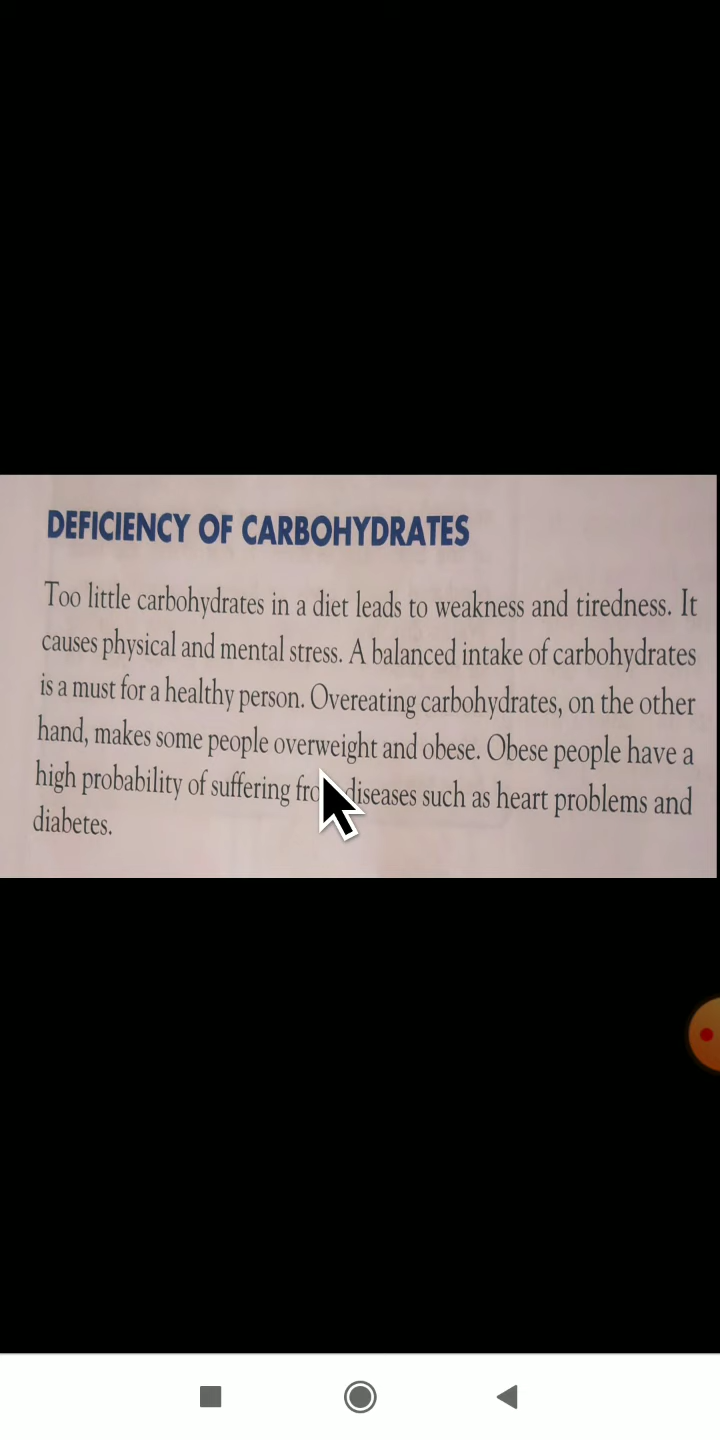 DEFICIENCY OF CARBOHYDRATES
Too little carbohydrates in a diet leads to weakness and tiredness. It
causes physical and mental stress. A balanced intake of carbohydrates
is a must for a healthy person. Overeating carbohydrates, on the other
hand, makes some people overweight and obese. Obese people have a
high probability of suffering diseases such as heart problems and
diabetes.